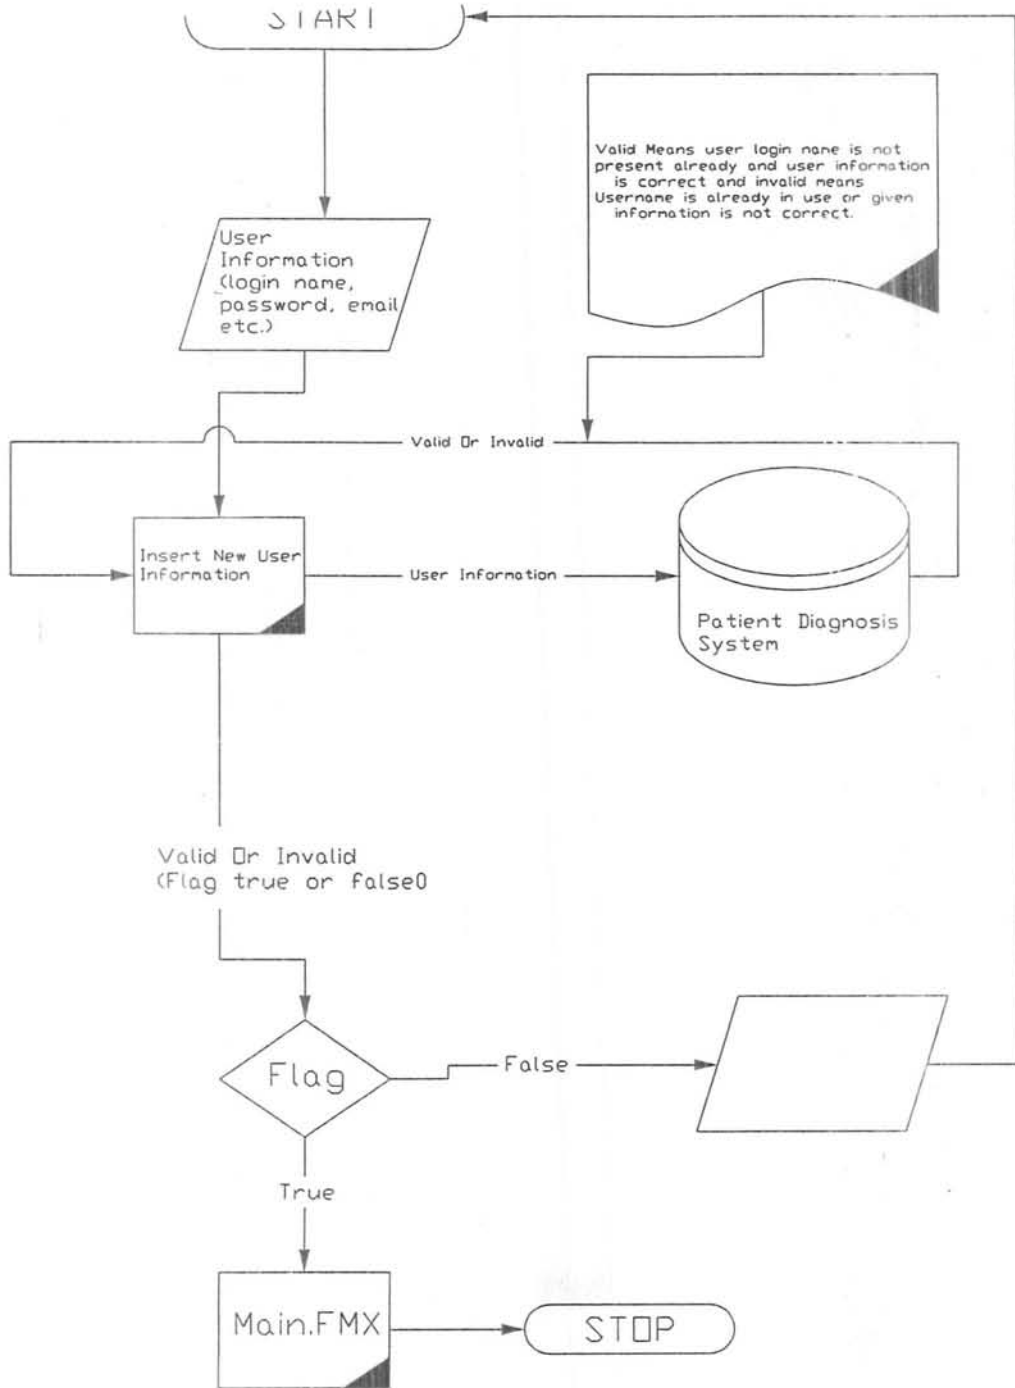 START
Valid Means user login name is not
present already and user information
is correct and invalid means
Username is already in use or given
information is not correct.
User
Information
(login name,
password, email
etc.)
Valid Or Invalid
Insert New User
Information
User Information
Patient Diagnosis
System
Valid Or Invalid
(Flag true or false0
Flag
False
True
Main.FMX
STOP